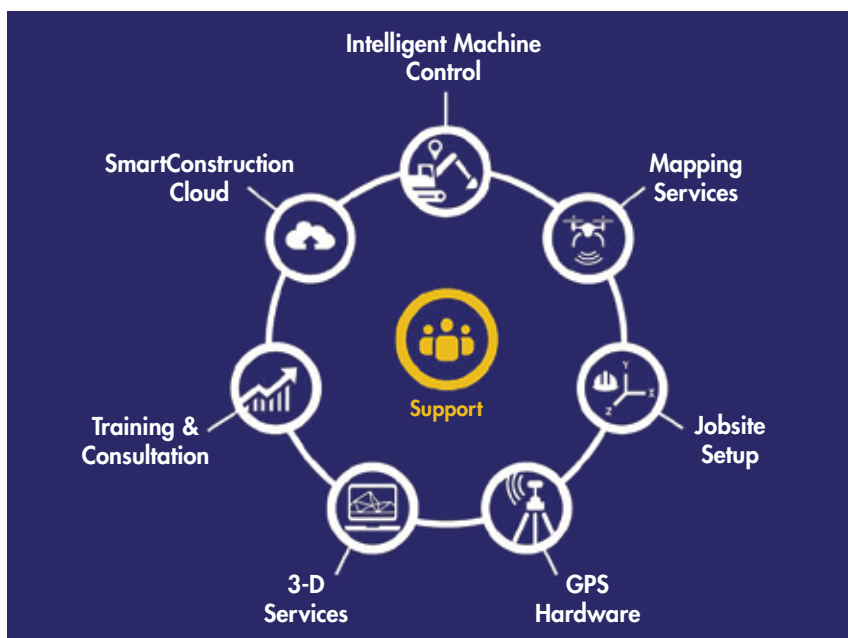 Intelligent Machine
Control
SmartConstruction
Cloud
Mapping
Services
Support
Training &
Consultation
Jobsite
Setup
3-D
Services
GPS
Hardware
Y
X
Z